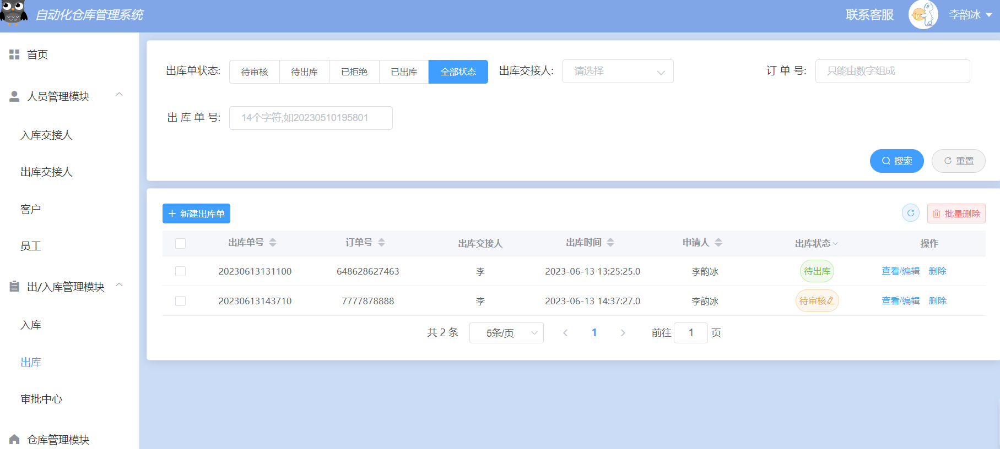 自动化仓库管理系统
联系客服
李韵冰
首页
人员管理模块
入库交接人
出库交接人
客户
员工
出/入库管理模块
入库
出库
审批中心
仓库管理模块
出库单状态: 待审核 待出库 已拒绝 已出库 全部状态 出库交接人: 请选择 订 单 号: 只能由数字组成
出 库 单 号: 14个字符,如20230510195801
搜索 重置
新建出库单 批量删除
出库单号 订单号 出库交接人 出库时间 申请人 出库状态 操作
20230613131100 648628627463 李 2023-06-13 13:25:25.0 李韵冰 待出库 查看/编辑 删除
20230613143710 7777878888 李 2023-06-13 14:37:27.0 李韵冰 待审核 查看/编辑 删除
共 2 条 5条/页 1 前往 1 页